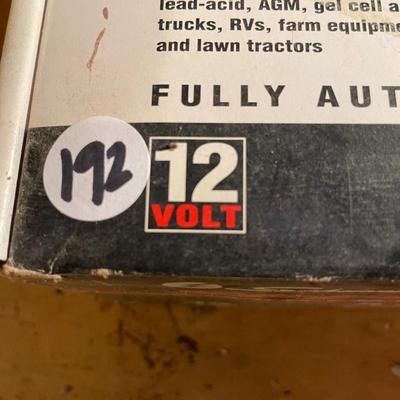 lead-acid, AGM, gel cell a
trucks, RVs, farm equipme
and lawn tractors
FULLY AUT
192
12
VOLT